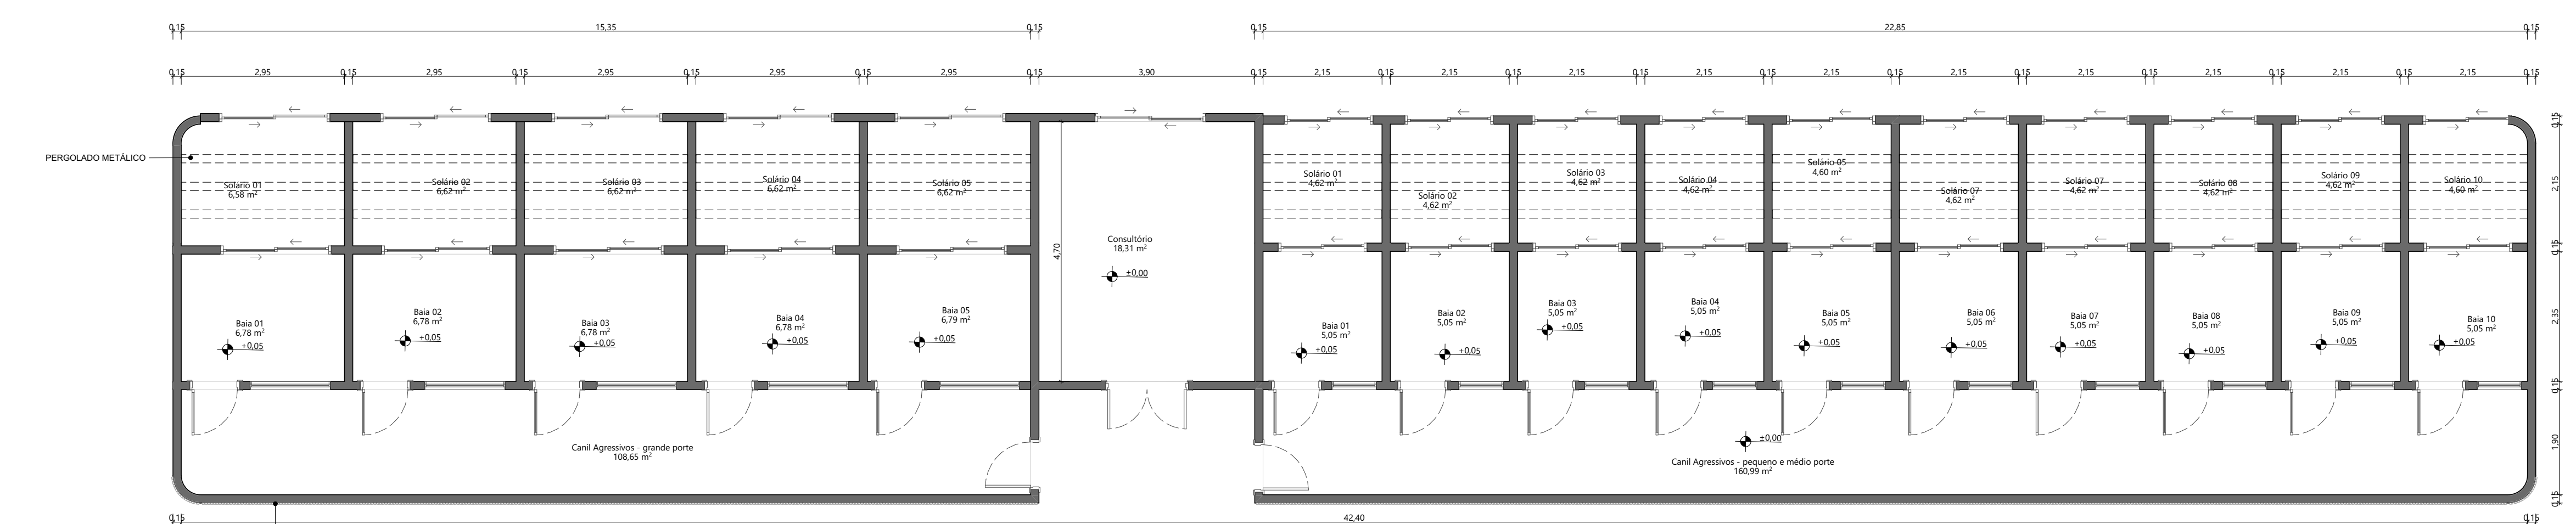 0,15 15,35 0,15 0,15 22,85 0,15
0,15 2,95 0,15 2,95 0,15 2,95 0,15 2,95 0,15 2,95 0,15 3,90 0,15 2,15 0,15 2,15 0,15 2,15 0,15 2,15 0,15 2,15 0,15 2,15 0,15 2,15 0,15 2,15 0,15 2,15 0,15 2,15 0,15
PERGOLADO METÁLICO
Solário 01
6,58 m²
Solário 02
6,62 m²
Solário 03
6,62 m²
Solário 04
6,62 m²
Solário 05
6,62 m²
Solário 01
4,62 m²
Solário 02
4,62 m²
Solário 03
4,62 m²
Solário 04
4,62 m²
Solário 05
4,60 m²
Solário 07
4,62 m²
Solário 07
4,62 m²
Solário 08
4,62 m²
Solário 09
4,62 m²
Solário 10
4,60 m²
Consultório
18,31 m²
±0,00
4,70
Baia 01
6,78 m²
+0,05
Baia 02
6,78 m²
+0,05
Baia 03
6,78 m²
+0,05
Baia 04
6,78 m²
+0,05
Baia 05
6,79 m²
+0,05
Baia 01
5,05 m²
+0,05
Baia 02
5,05 m²
+0,05
Baia 03
5,05 m²
+0,05
Baia 04
5,05 m²
+0,05
Baia 05
5,05 m²
+0,05
Baia 06
5,05 m²
+0,05
Baia 07
5,05 m²
+0,05
Baia 08
5,05 m²
+0,05
Baia 09
5,05 m²
+0,05
Baia 10
5,05 m²
+0,05
0,15
2,15
0,15
2,35
0,15
1,90
0,15
Canil Agressivos - grande porte
108,65 m²
±0,00
Canil Agressivos - pequeno e médio porte
160,99 m²
0,15 42,40 0,15